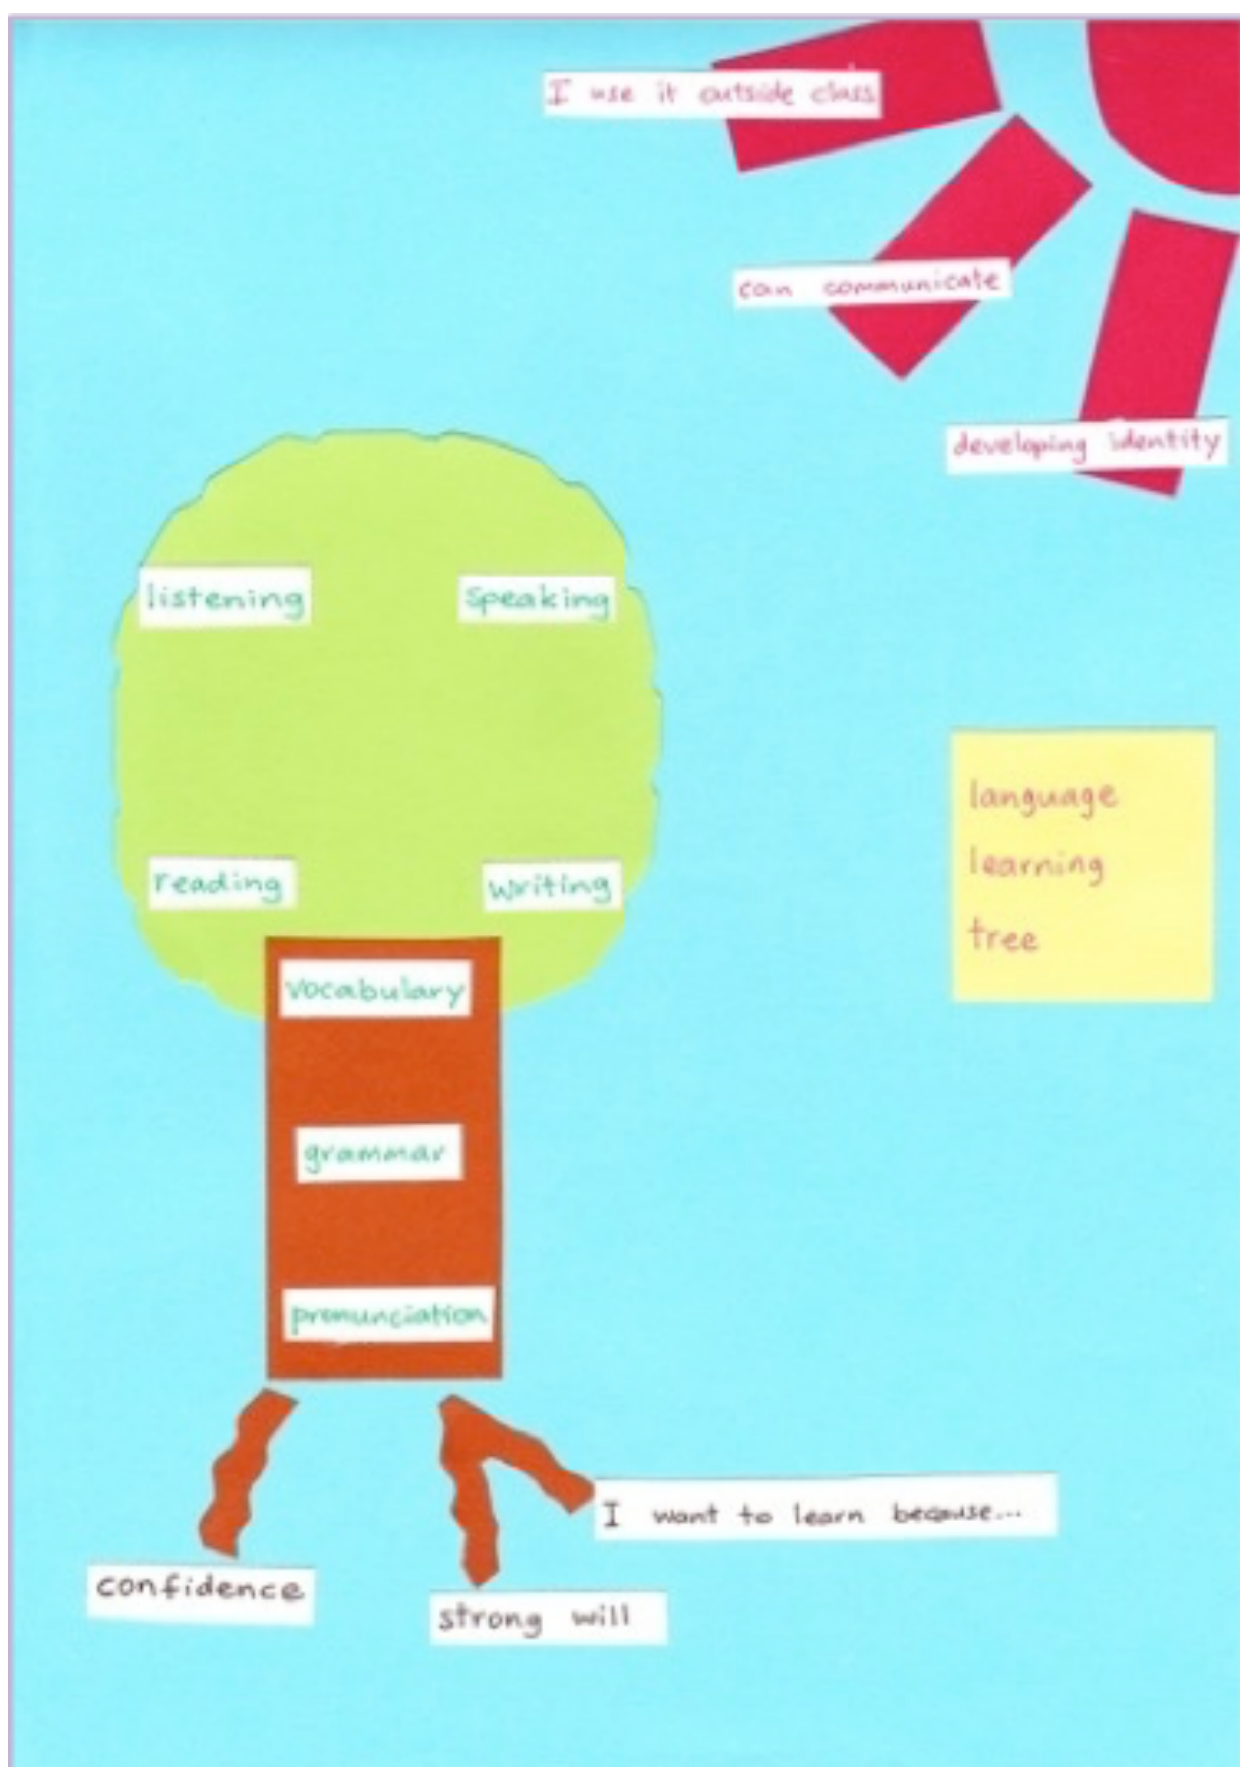 I use it outside class
can communicate
developing identity
listening
speaking
language
learning
tree
reading
writing
vocabulary
grammar
pronunciation
I want to learn because...
confidence
strong will